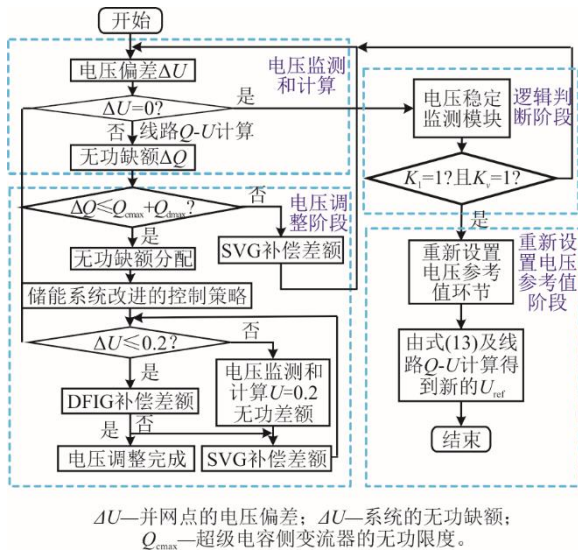 开始
电压偏差ΔU
电压监测
和计算
ΔU=0?
是
否
线路Q-U计算
无功缺额ΔQ
ΔQ≤Qcmax+Qdmax?
否
电压调
整阶段
是
SVG补偿差额
无功缺额分配
储能系统改进的控制策略
ΔU≤0.2?
否
是
电压监测和
计算U=0.2
无功差额
DFIG补偿差额
是
否
电压调整完成
SVG补偿差额
电压稳定
监测模块
逻辑判
断阶段
K1=1?且Kv=1?
是
重新设置
电压参考
值环节
重新设
置电压
参考值
阶段
由式(13)及线
路Q-U计算得
到新的Uref
结束
ΔU—并网点的电压偏差；ΔU—系统的无功缺额；
Qcmax—超级电容侧变流器的无功限度。